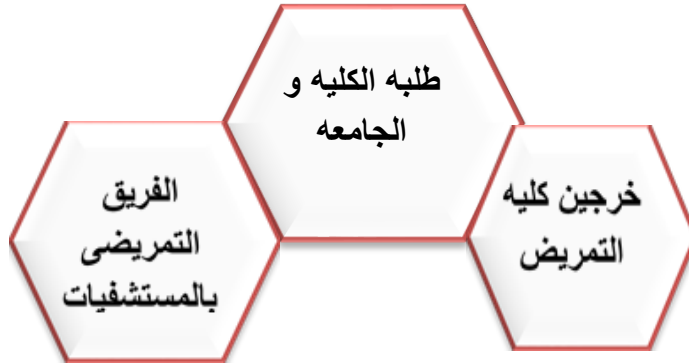 طلبه الكليه و
الجامعه
خرجين كليه
التمريض
الفريق
التمريضى
بالمستشفيات